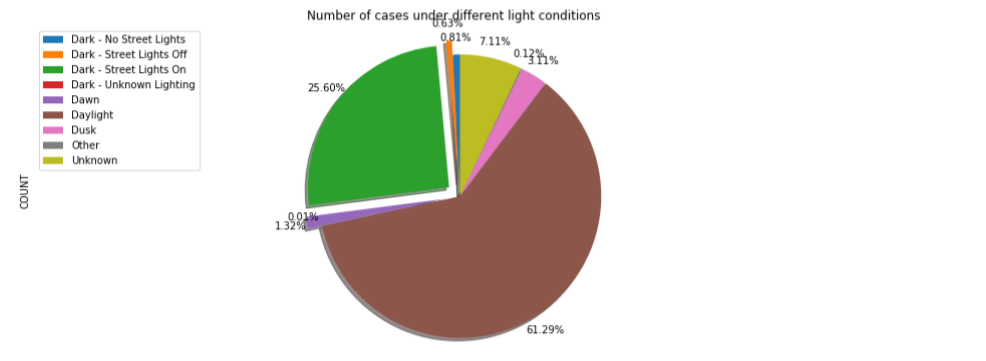 Number of cases under different light conditions
Dark - No Street Lights
Dark - Street Lights Off
Dark - Street Lights On
Dark - Unknown Lighting
Dawn
Daylight
Dusk
Other
Unknown
COUNT
0.63%
0.81%
7.11%
0.12%
3.11%
25.60%
0.01%
1.32%
61.29%